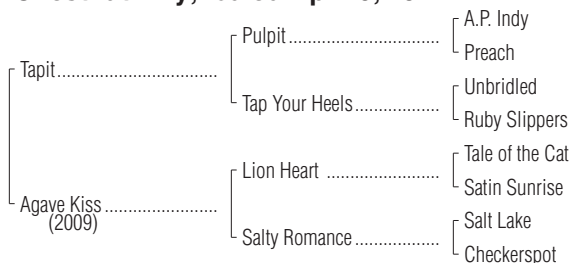 A.P. Indy
Pulpit
Preach
Tapit
Unbridled
Tap Your Heels
Ruby Slippers
Tale of the Cat
Lion Heart
Satin Sunrise
Agave Kiss
(2009)
Salt Lake
Salty Romance
Checkerspot